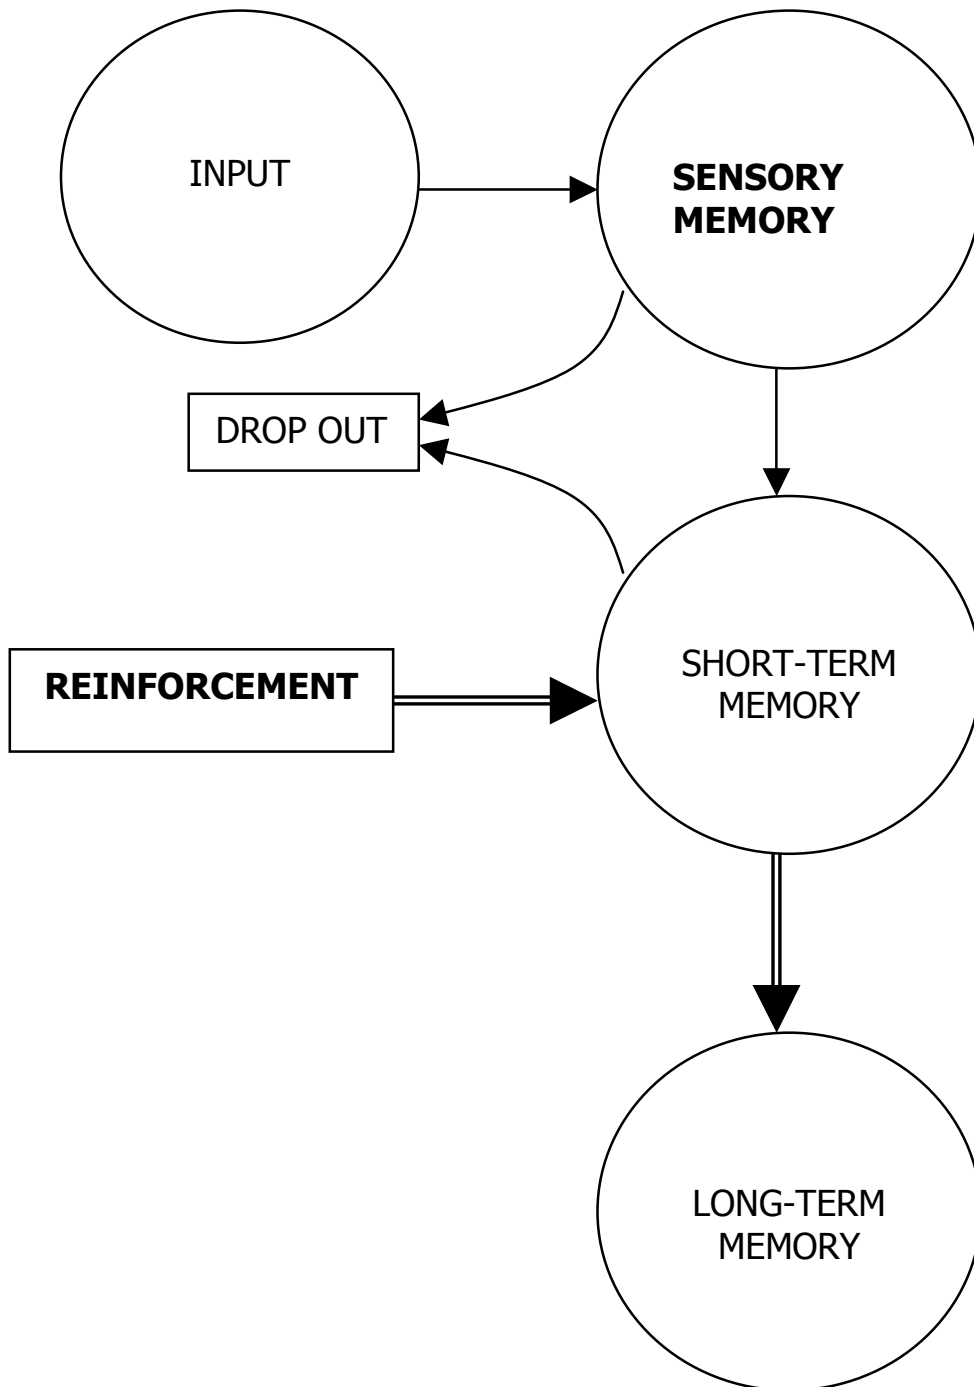 INPUT
SENSORY
MEMORY
DROP OUT
REINFORCEMENT
SHORT-TERM
MEMORY
LONG-TERM
MEMORY